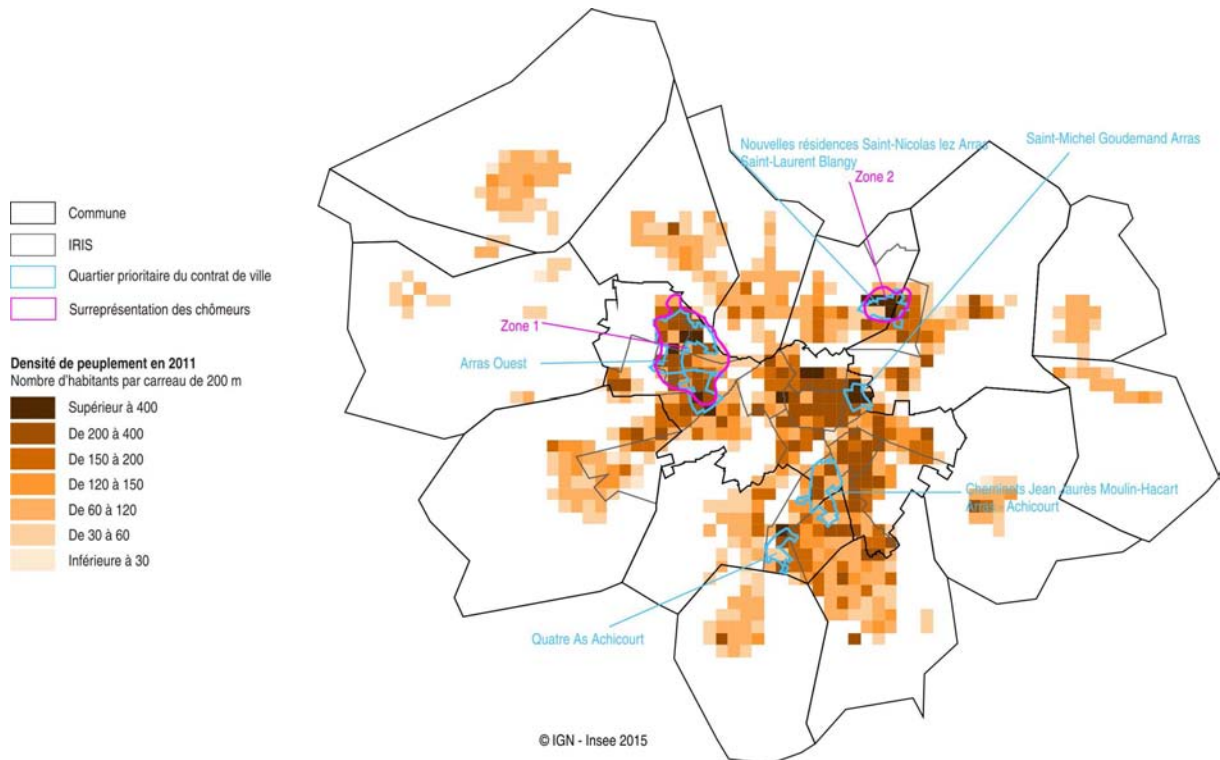 Commune
IRIS
Quartier prioritaire du contrat de ville
Surreprésentation des chômeurs
Densité de peuplement en 2011
Nombre d'habitants par carreau de 200 m
Supérieur à 400
De 200 à 400
De 150 à 200
De 120 à 150
De 60 à 120
De 30 à 60
Inférieure à 30
Nouvelles résidences Saint-Nicolas lez Arras
Saint-Laurent Blangy
Saint-Michel Goudemand Arras
Zone 2
Zone 1
Arras Ouest
Cheminots Jean Jaurès Moulin-Hacart
Arras - Achicourt
Quatre As Achicourt
© IGN - Insee 2015